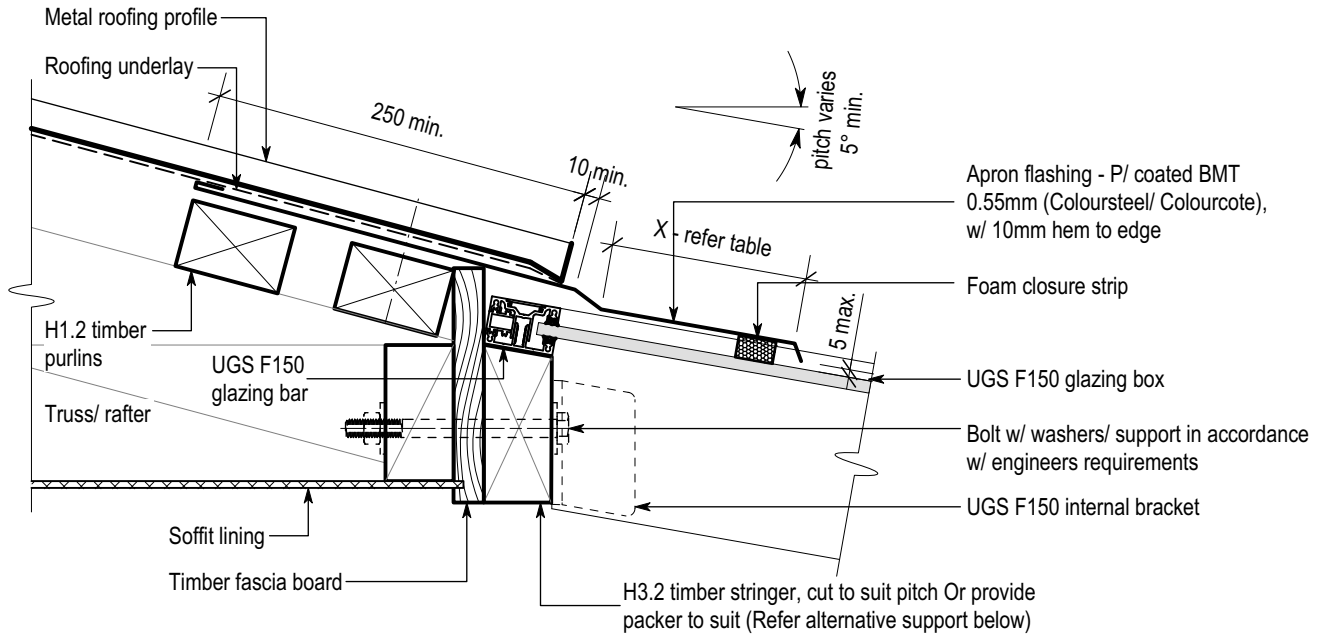 Metal roofing profile
Roofing underlay
250 min.
10 min.
pitch varies
5° min.
X - refer table
Apron flashing - P/ coated BMT
0.55mm (Coloursteel/ Colourcote),
w/ 10mm hem to edge
Foam closure strip
5 max.
H1.2 timber
purlins
UGS F150
glazing bar
UGS F150 glazing box
Truss/ rafter
Bolt w/ washers/ support in accordance
w/ engineers requirements
UGS F150 internal bracket
Soffit lining
Timber fascia board
H3.2 timber stringer, cut to suit pitch Or provide
packer to suit (Refer alternative support below)